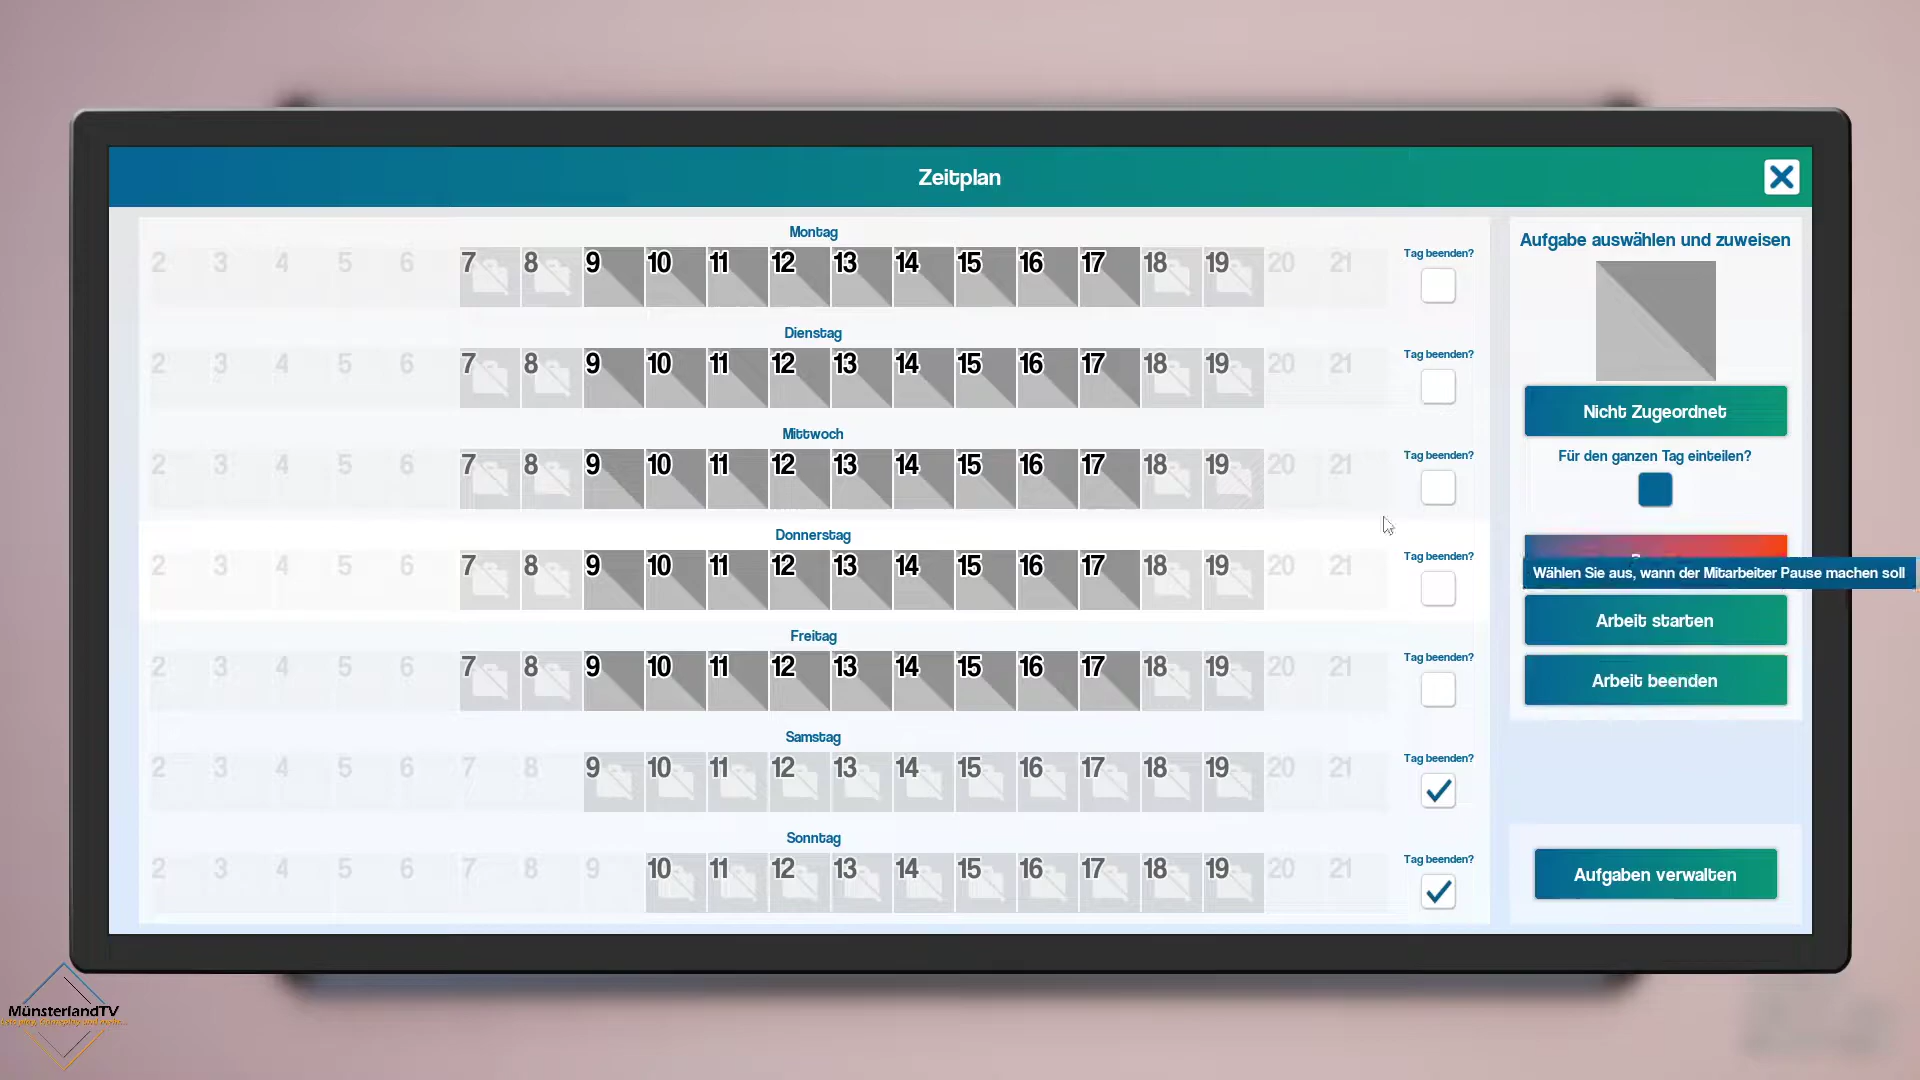 Zeitplan
Montag
2 3 4 5 6 7 8 9 10 11 12 13 14 15 16 17 18 19 20 21
Tag beenden?
Dienstag
2 3 4 5 6 7 8 9 10 11 12 13 14 15 16 17 18 19 20 21
Tag beenden?
Mittwoch
2 3 4 5 6 7 8 9 10 11 12 13 14 15 16 17 18 19 20 21
Tag beenden?
Donnerstag
2 3 4 5 6 7 8 9 10 11 12 13 14 15 16 17 18 19 20 21
Tag beenden?
Freitag
2 3 4 5 6 7 8 9 10 11 12 13 14 15 16 17 18 19 20 21
Tag beenden?
Samstag
2 3 4 5 6 7 8 9 10 11 12 13 14 15 16 17 18 19 20 21
Tag beenden?
Sonntag
2 3 4 5 6 7 8 9 10 11 12 13 14 15 16 17 18 19 20 21
Tag beenden?
Aufgabe auswählen und zuweisen
Nicht Zugeordnet
Für den ganzen Tag einteilen?
Wählen Sie aus, wann der Mitarbeiter Pause machen soll
Arbeit starten
Arbeit beenden
Aufgaben verwalten
MünsterlandTV